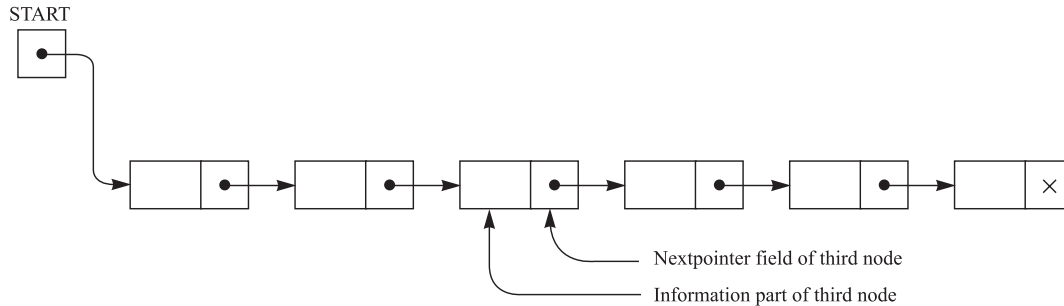 START
×
Nextpointer field of third node
Information part of third node